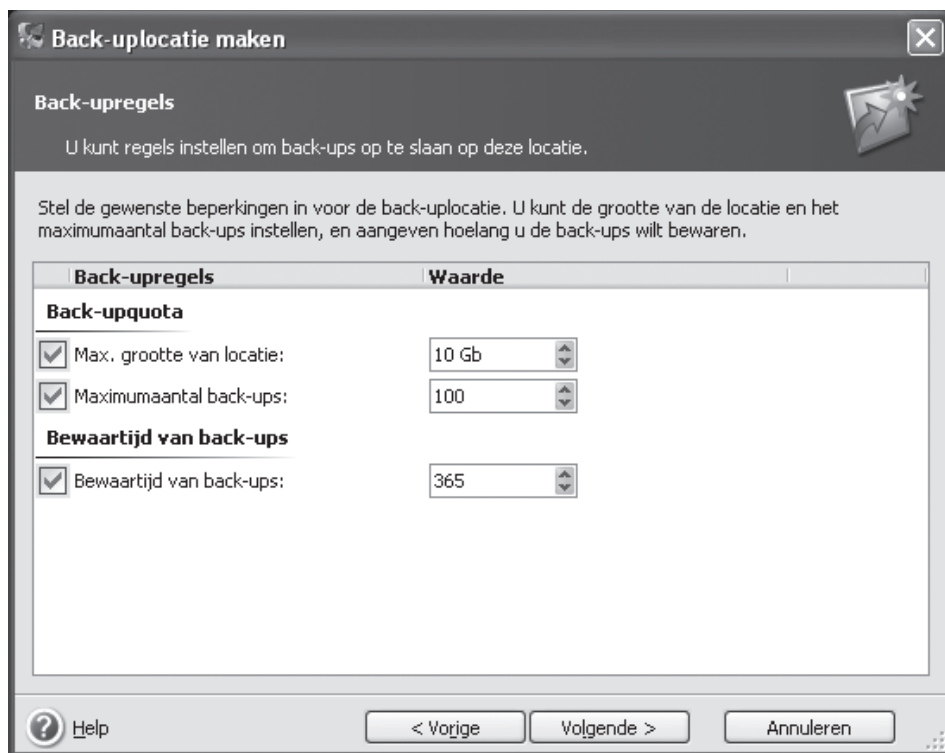 Back-uplocatie maken
Back-upregels
U kunt regels instellen om back-ups op te slaan op deze locatie.
Stel de gewenste beperkingen in voor de back-uplocatie. U kunt de grootte van de locatie en het
maximumaantal back-ups instellen, en aangeven hoelang u de back-ups wilt bewaren.
Back-upregels Waarde
Back-upquota
Max. grootte van locatie: 10 Gb
Maximumaantal back-ups: 100
Bewaartijd van back-ups
Bewaartijd van back-ups: 365
? Help < Vorige Volgende > Annuleren